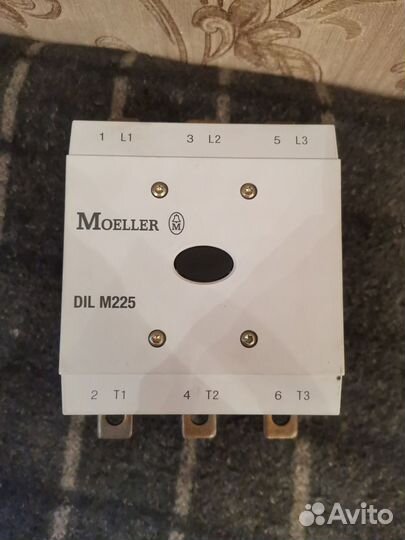 1 L1 3 L2 5 L3
MOELLER M
DIL M225
2 T1 4 T2 6 T3
Avito